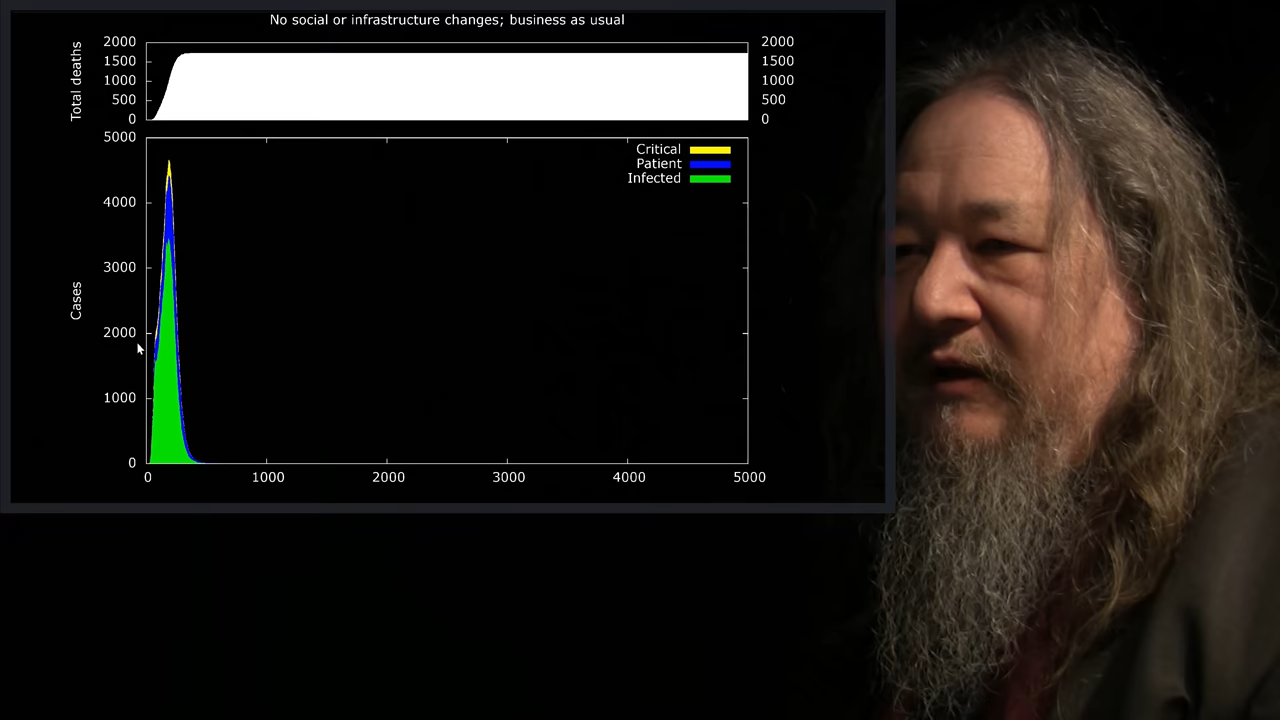 No social or infrastructure changes; business as usual
Total deaths
2000 2000
1500 1500
1000 1000
500 500
0 0
Cases
5000
4000
3000
2000
1000
0
Critical
Patient
Infected
0 1000 2000 3000 4000 5000